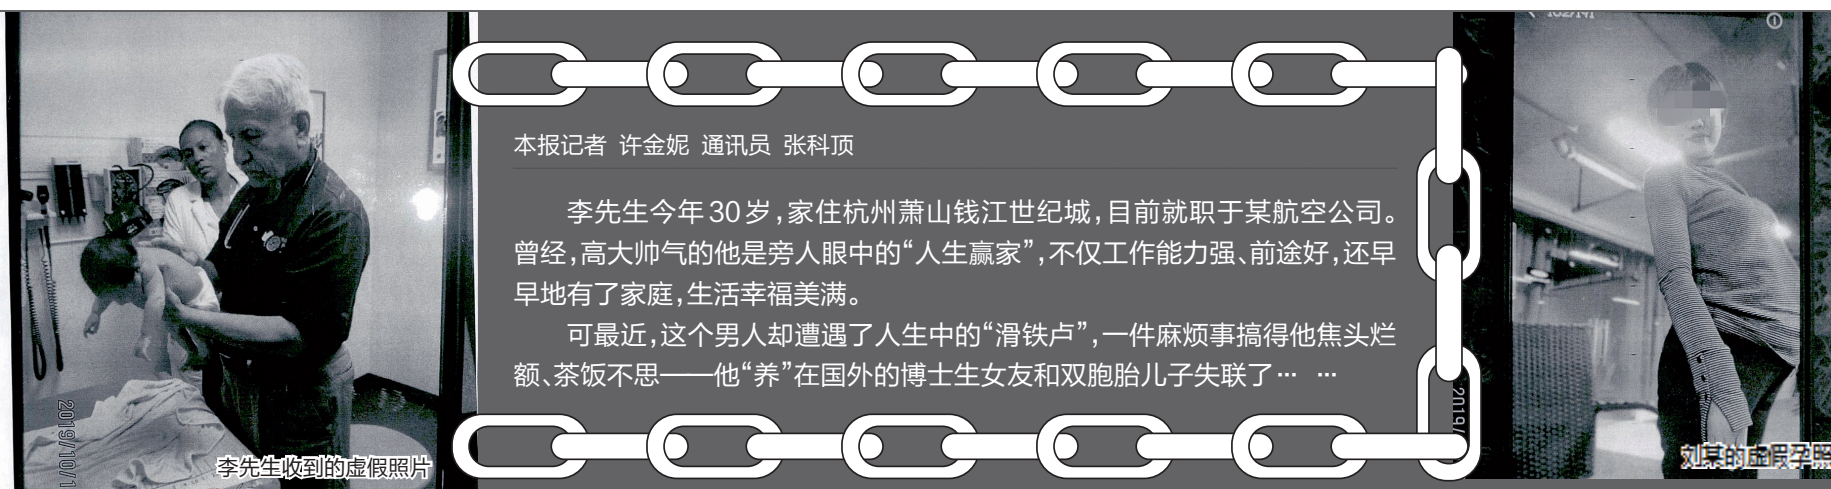 本报记者 许金妮 通讯员 张科顶
李先生今年30岁,家住杭州萧山钱江世纪城,目前就职于某航空公司。
曾经,高大帅气的他是旁人眼中的“人生赢家”,不仅工作能力强、前途好,还早
早地有了家庭,生活幸福美满。
可最近,这个男人却遭遇了人生中的“滑铁卢”,一件麻烦事搞得他焦头烂
额、茶饭不思——他“养”在国外的博士生女友和双胞胎儿子失联了… …
2019/10/1
李先生收到的虚假照片
2019/
刘某的虚假孕照